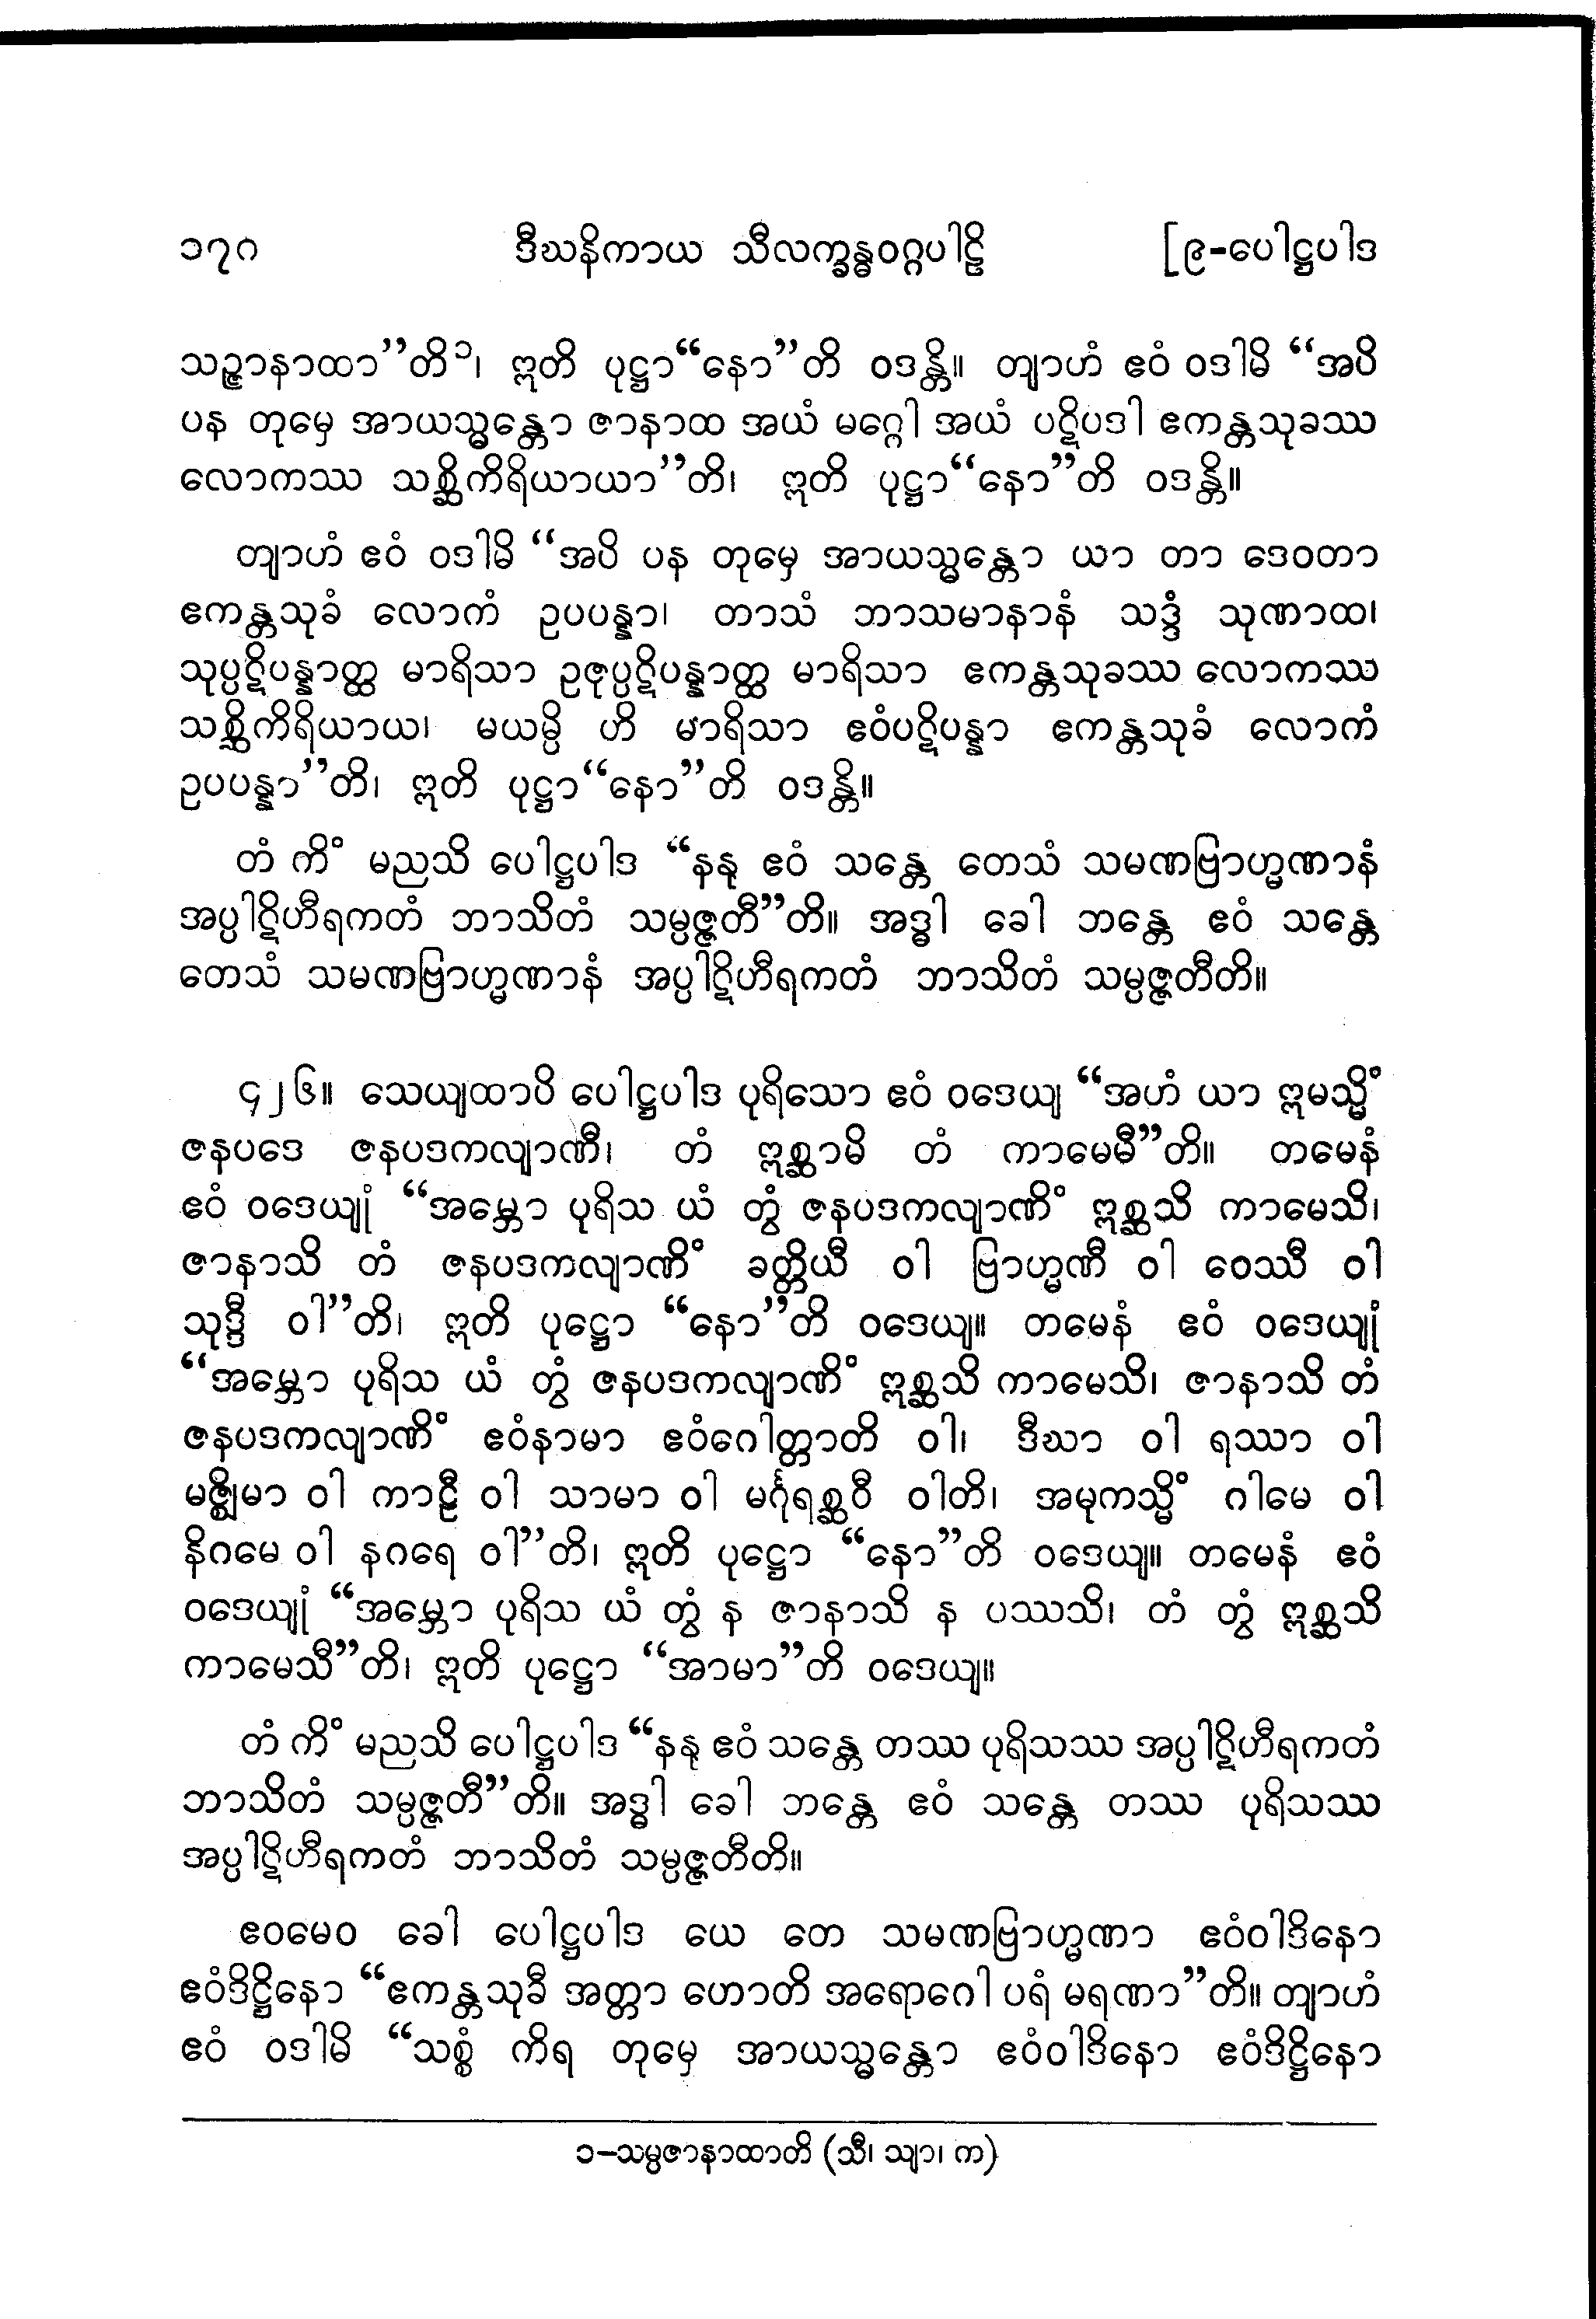 ၁၇၈ ဒီဃနိကာယ သီလက္ခန္ဓဝဂ္ဂပါဠိ [၉-ပေါဋ္ဌပါဒ
သဉ္ဇာနာထာ”တိ၁၊ ဣတိ ပုဋ္ဌာ“နော”တိ ဝဒန္တိ။ တျာဟံ ဧဝံ ဝဒါမိ “အပိ
ပန တုမှေ အာယသ္မန္တော ဇာနာထ အယံ မဂ္ဂေါ အယံ ပဋိပဒါ ဧကန္တသုခဿ
လောကဿ သစ္ဆိကိရိယာယာ”တိ၊ ဣတိ ပုဋ္ဌာ“နော”တိ ဝဒန္တိ။
တျာဟံ ဧဝံ ဝဒါမိ “အပိ ပန တုမှေ အာယသ္မန္တော ယာ တာ ဒေဝတာ
ဧကန္တသုခံ လောကံ ဥပပန္နာ၊ တာသံ ဘာသမာနာနံ သဒ္ဒံ သုဏာထ၊
သုပ္ပဋိပန္နာတ္ထ မာရိသာ ဥဇုပ္ပဋိပန္နာတ္ထ မာရိသာ ဧကန္တသုခဿ လောကဿ
သစ္ဆိကိရိယာယ၊ မယမ္ပိ ဟိ မာရိသာ ဧဝံပဋိပန္နာ ဧကန္တသုခံ လောကံ
ဥပပန္နာ”တိ၊ ဣတိ ပုဋ္ဌာ“နော”တိ ဝဒန္တိ။
တံ ကိံ မညသိ ပေါဋ္ဌပါဒ “နနု ဧဝံ သန္တေ တေသံ သမဏဗြာဟ္မဏာနံ
အပ္ပါဋိဟီရကတံ ဘာသိတံ သမ္ပဇ္ဇတီ”တိ။ အဒ္ဓါ ခေါ ဘန္တေ ဧဝံ သန္တေ
တေသံ သမဏဗြာဟ္မဏာနံ အပ္ပါဋိဟီရကတံ ဘာသိတံ သမ္ပဇ္ဇတီတိ။
၄၂၆။ သေယျထာပိ ပေါဋ္ဌပါဒ ပုရိသော ဧဝံ ဝဒေယျ “အဟံ ယာ ဣမသ္မိံ
ဇနပဒေ ဇနပဒကလျာဏီ၊ တံ ဣစ္ဆာမိ တံ ကာမေမီ”တိ။ တမေနံ
ဧဝံ ဝဒေယျုံ “အမ္ဘော ပုရိသ ယံ တွံ ဇနပဒကလျာဏိံ ဣစ္ဆသိ ကာမေသိ၊
ဇာနာသိ တံ ဇနပဒကလျာဏိံ ခတ္တိယီ ဝါ ဗြာဟ္မဏီ ဝါ ဝေဿီ ဝါ
သုဒ္ဒီ ဝါ”တိ၊ ဣတိ ပုဋ္ဌော “နော”တိ ဝဒေယျ။ တမေနံ ဧဝံ ဝဒေယျုံ
“အမ္ဘော ပုရိသ ယံ တွံ ဇနပဒကလျာဏိံ ဣစ္ဆသိ ကာမေသိ၊ ဇာနာသိ တံ
ဇနပဒကလျာဏိံ ဧဝံနာမာ ဧဝံဂေါတ္တာတိ ဝါ၊ ဒီဃာ ဝါ ရဿာ ဝါ
မဇ္ဈိမာ ဝါ ကာဠီ ဝါ သာမာ ဝါ မင်္ဂုရစ္ဆဝီ ဝါတိ၊ အမုကသ္မိံ ဂါမေ ဝါ
နိဂမေ ဝါ နဂရေ ဝါ”တိ၊ ဣတိ ပုဋ္ဌော “နော”တိ ဝဒေယျ။ တမေနံ ဧဝံ
ဝဒေယျုံ “အမ္ဘော ပုရိသ ယံ တွံ န ဇာနာသိ န ပဿသိ၊ တံ တွံ ဣစ္ဆသိ
ကာမေသီ”တိ၊ ဣတိ ပုဋ္ဌော “အာမာ”တိ ဝဒေယျ။
တံ ကိံ မညသိ ပေါဋ္ဌပါဒ “နနု ဧဝံ သန္တေ တဿ ပုရိသဿ အပ္ပါဋိဟီရကတံ
ဘာသိတံ သမ္ပဇ္ဇတီ”တိ။ အဒ္ဓါ ခေါ ဘန္တေ ဧဝံ သန္တေ တဿ ပုရိသဿ
အပ္ပါဋိဟီရကတံ ဘာသိတံ သမ္ပဇ္ဇတီတိ။
ဧဝမေဝ ခေါ ပေါဋ္ဌပါဒ ယေ တေ သမဏဗြာဟ္မဏာ ဧဝံဝါဒိနော
ဧဝံဒိဋ္ဌိနော “ဧကန္တသုခီ အတ္တာ ဟောတိ အရောဂေါ ပရံ မရဏာ”တိ။ တျာဟံ
ဧဝံ ဝဒါမိ “သစ္စံ ကိရ တုမှေ အာယသ္မန္တော ဧဝံဝါဒိနော ဧဝံဒိဋ္ဌိနော
၁−သမ္ပဇာနာထာတိ (သီ၊ သျာ၊ က)